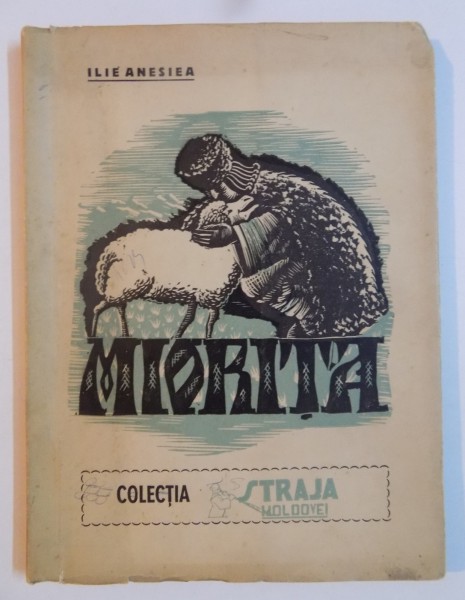 ILIE ANESIEA
MIORIȚA
COLECȚIA STRAJA
MOLDOVEI